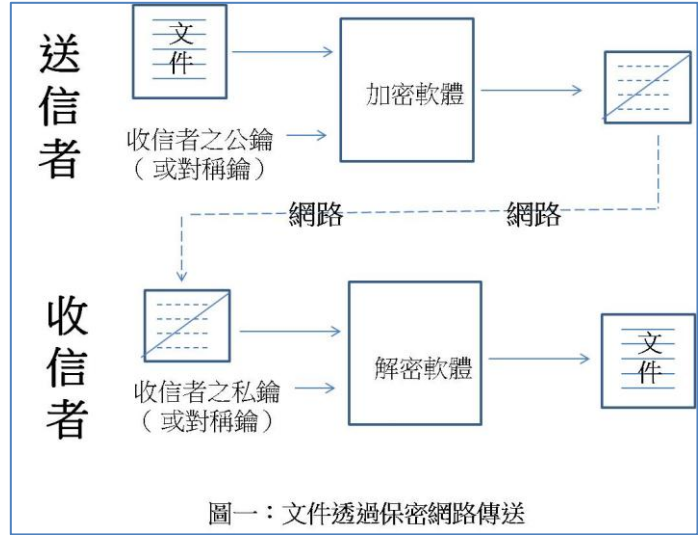 送信者
文件
加密軟體
收信者之公鑰
（或對稱鑰）
網路
網路
收信者
收信者之私鑰
（或對稱鑰）
解密軟體
文件
圖一：文件透過保密網路傳送